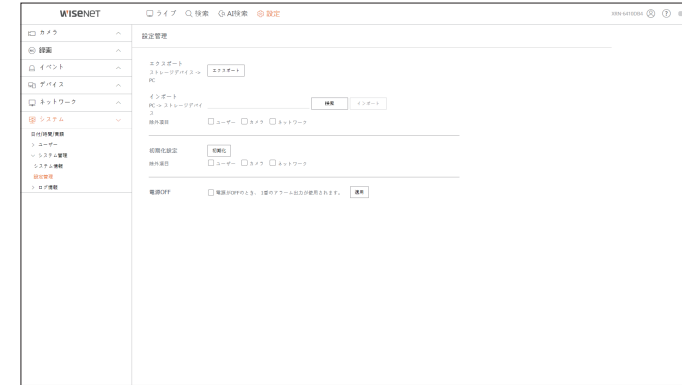 WISENET
ライブ 検索 AI検索 設定
XRN-6410DB4
カメラ
録画
イベント
デバイス
ネットワーク
システム
日付/時間/言語
ユーザー
システム管理
システム情報
設定管理
ログ情報
設定管理
エクスポート
ストレージデバイス ->
PC
エクスポート
インポート
PC -> ストレージデバイ
ス
検索 インポート
除外項目 ユーザー カメラ ネットワーク
初期化設定 初期化
除外項目 ユーザー カメラ ネットワーク
電源OFF 電源がOFFのとき、1番のアラーム出力が使用されます。 適用